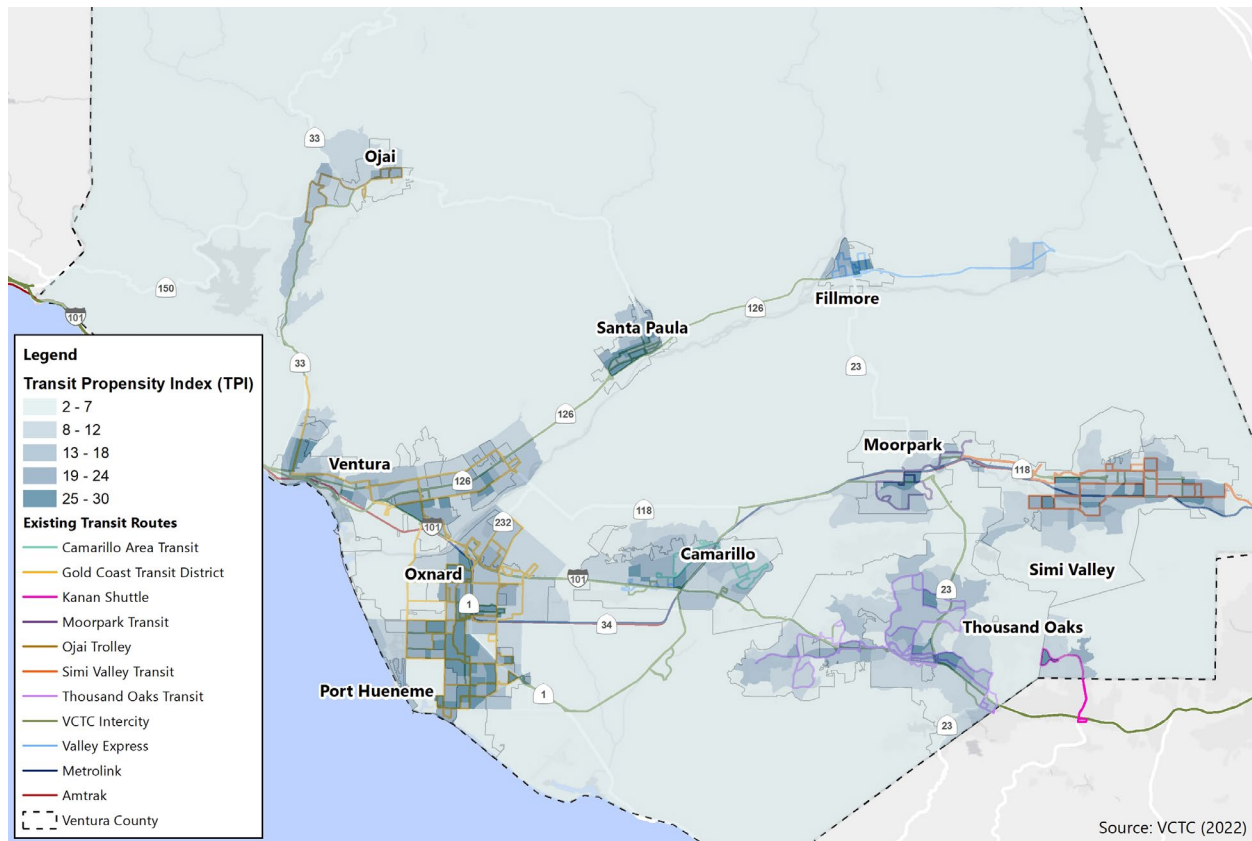 33
Ojai
150
101
Fillmore
126
Santa Paula
23
33
126
Legend
Transit Propensity Index (TPI)
2 - 7
8 - 12
13 - 18
19 - 24
25 - 30
Existing Transit Routes
Camarillo Area Transit
Gold Coast Transit District
Kanan Shuttle
Moorpark Transit
Ojai Trolley
Simi Valley Transit
Thousand Oaks Transit
VCTC Intercity
Valley Express
Metrolink
Amtrak
Ventura County
Moorpark
118
Ventura
126
118
232
101
Camarillo
Oxnard
101
Simi Valley
1
23
34
Thousand Oaks
Port Hueneme
1
23
Source: VCTC (2022)